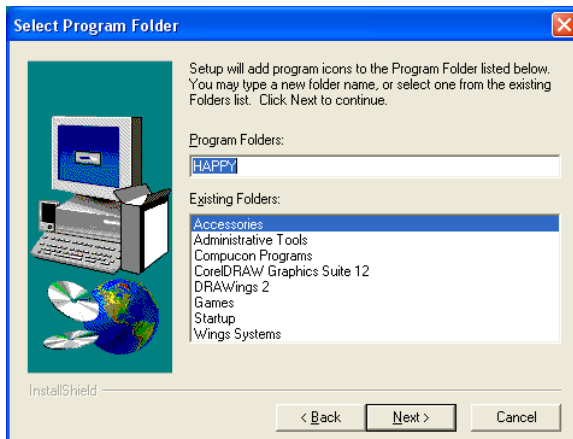 Select Program Folder
Setup will add program icons to the Program Folder listed below.
You may type a new folder name, or select one from the existing
Folders list. Click Next to continue.
Program Folders:
HAPPY
Existing Folders:
Accessories
Administrative Tools
Compucon Programs
CorelDRAW Graphics Suite 12
DRAWings 2
Games
Startup
Wings Systems
InstallShield
< Back
Next >
Cancel